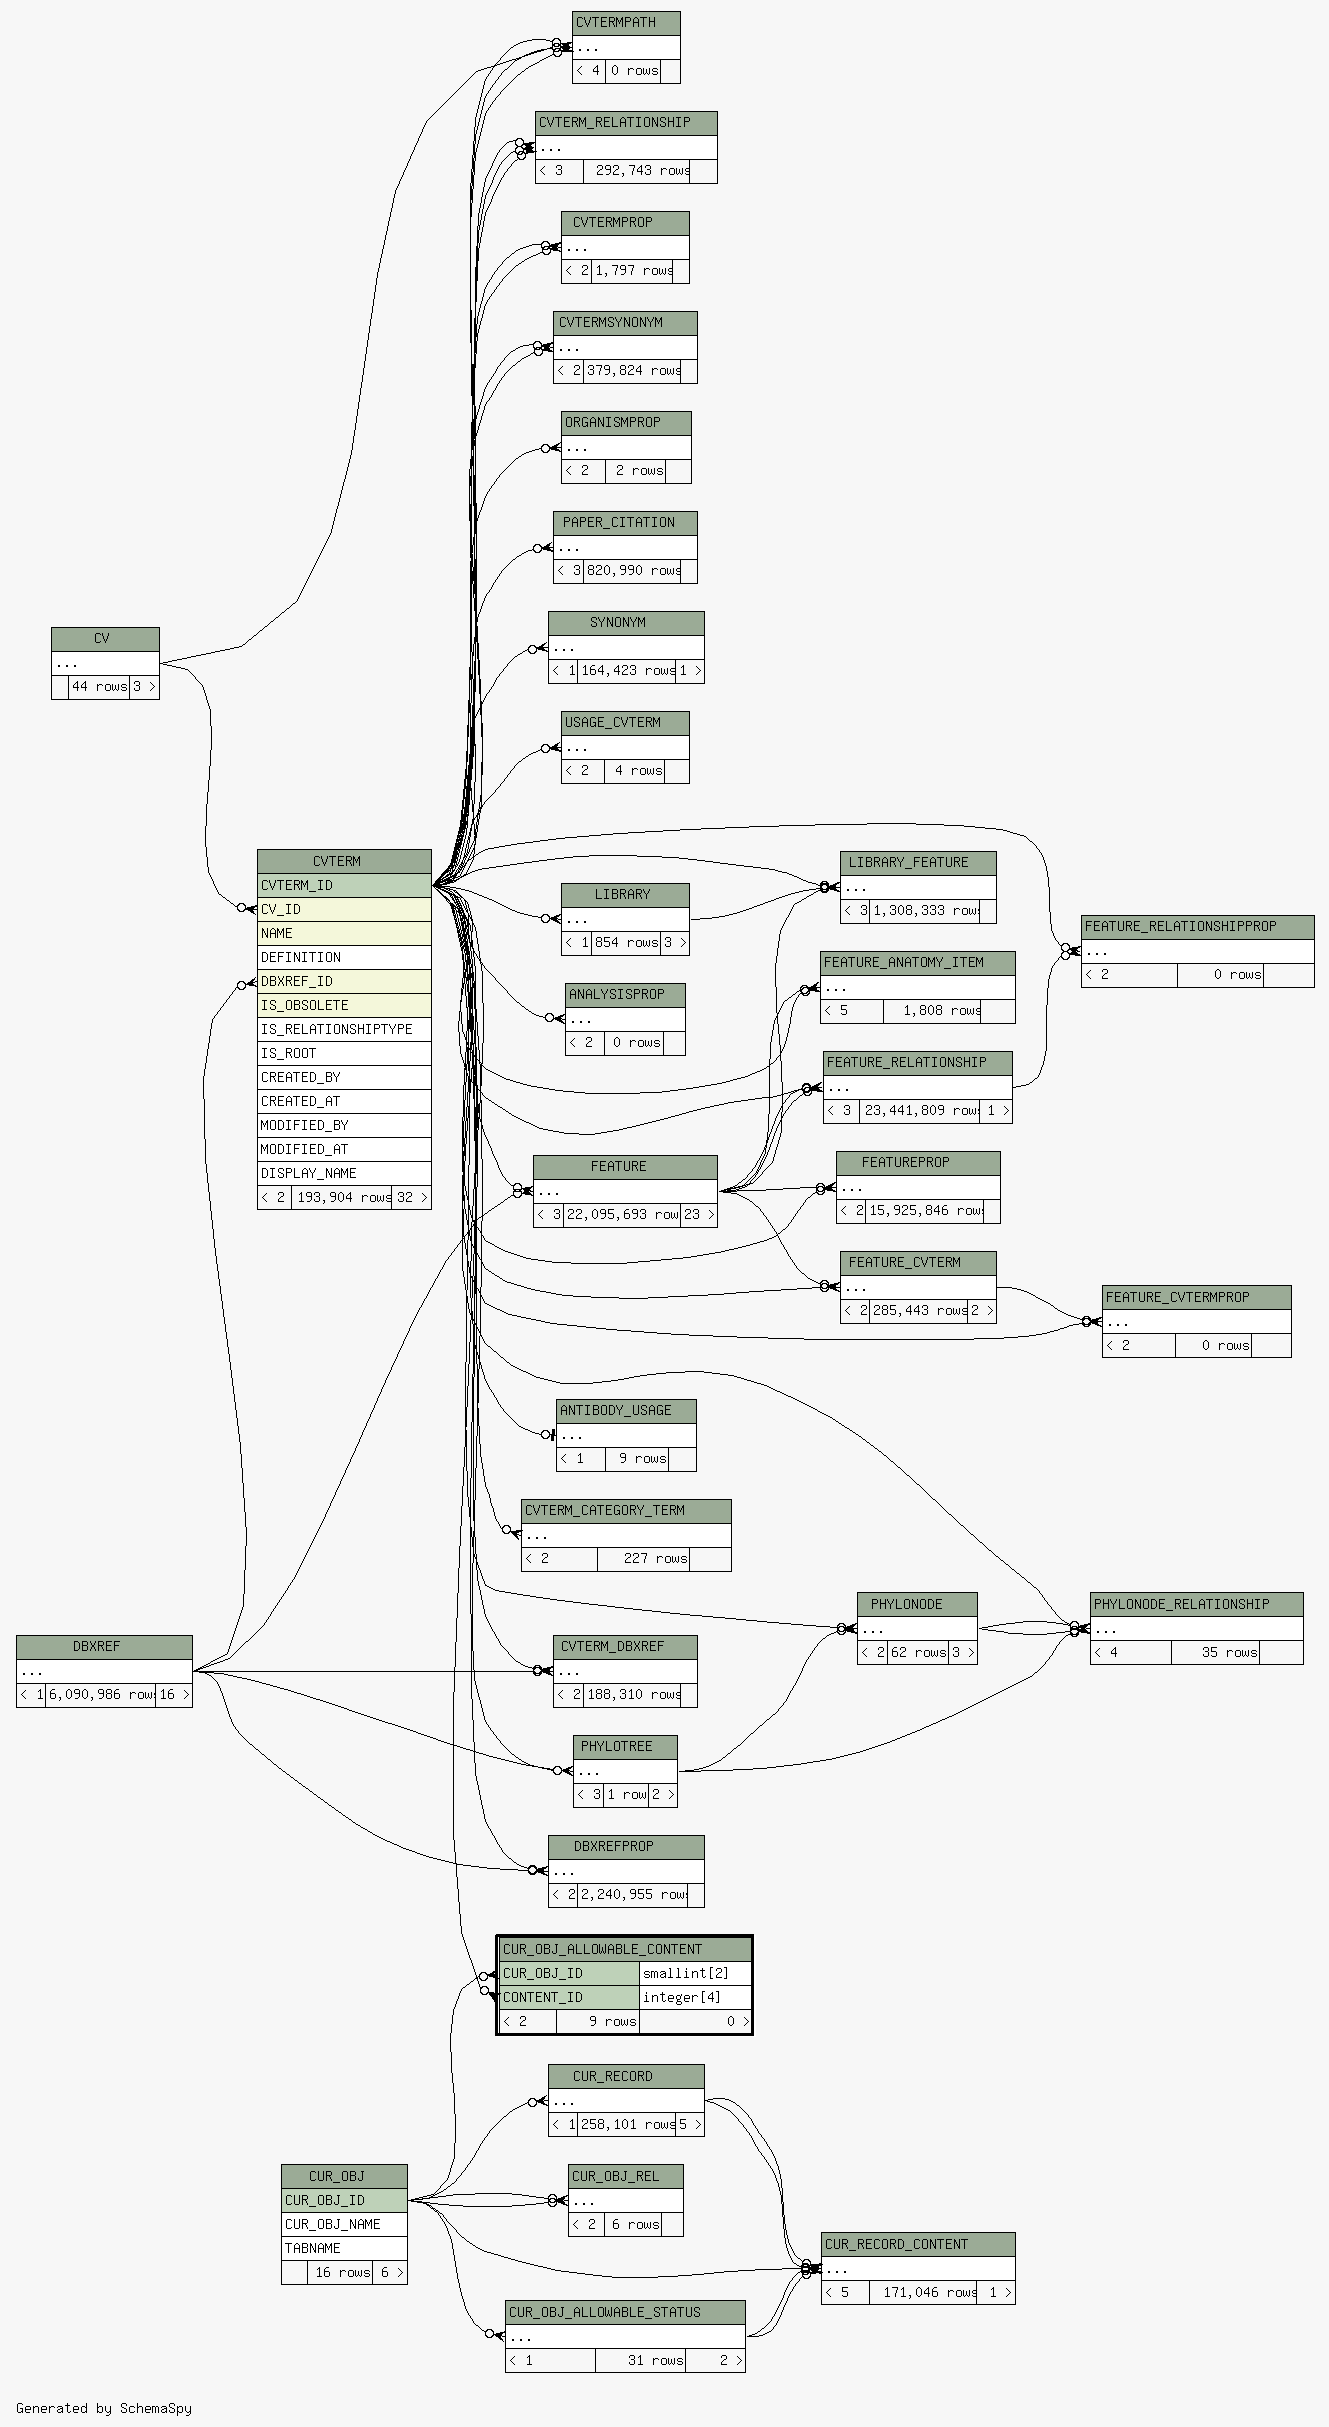 CVTERMPATH
...
< 4 0 rows
CVTERM_RELATIONSHIP
...
< 3 292,743 rows
CVTERMPROP
...
< 2 1,797 rows
CVTERMSYNONYM
...
< 2 379,824 rows
ORGANISMPROP
...
< 2 2 rows
PAPER_CITATION
...
< 3 820,990 rows
SYNONYM
...
< 1 164,423 rows 1 >
USAGE_CVTERM
...
< 2 4 rows
CV
...
44 rows 3 >
CVTERM
CVTERM_ID
CV_ID
NAME
DEFINITION
DBXREF_ID
IS_OBSOLETE
IS_RELATIONSHIPTYPE
IS_ROOT
CREATED_BY
CREATED_AT
MODIFIED_BY
MODIFIED_AT
DISPLAY_NAME
< 2 193,904 rows 32 >
LIBRARY
...
< 1 854 rows 3 >
ANALYSISPROP
...
< 2 0 rows
LIBRARY_FEATURE
...
< 3 1,308,333 rows
FEATURE_ANATOMY_ITEM
...
< 5 1,808 rows
FEATURE_RELATIONSHIP
...
< 3 23,441,809 rows 1 >
FEATURE_RELATIONSHIPPROP
...
< 2 0 rows
FEATURE
...
< 3 22,095,693 row 23 >
FEATUREPROP
...
< 2 15,925,846 rows
FEATURE_CVTERM
...
< 2 285,443 rows 2 >
FEATURE_CVTERMPROP
...
< 2 0 rows
ANTIBODY_USAGE
...
< 1 9 rows
CVTERM_CATEGORY_TERM
...
< 2 227 rows
DBXREF
...
< 1 6,090,986 rows 16 >
CVTERM_DBXREF
...
< 2 188,310 rows
PHYLONODE
...
< 2 62 rows 3 >
PHYLONODE_RELATIONSHIP
...
< 4 35 rows
PHYLOTREE
...
< 3 1 row 2 >
DBXREFPROP
...
< 2 2,240,955 rows
CUR_OBJ_ALLOWABLE_CONTENT
CUR_OBJ_ID smallint[2]
CONTENT_ID integer[4]
< 2 9 rows 0 >
CUR_RECORD
...
< 1 258,101 rows 5 >
CUR_OBJ
CUR_OBJ_ID
CUR_OBJ_NAME
TABNAME
16 rows 6 >
CUR_OBJ_REL
...
< 2 6 rows
CUR_RECORD_CONTENT
...
< 5 171,046 rows 1 >
CUR_OBJ_ALLOWABLE_STATUS
...
< 1 31 rows 2 >
Generated by SchemaSpy